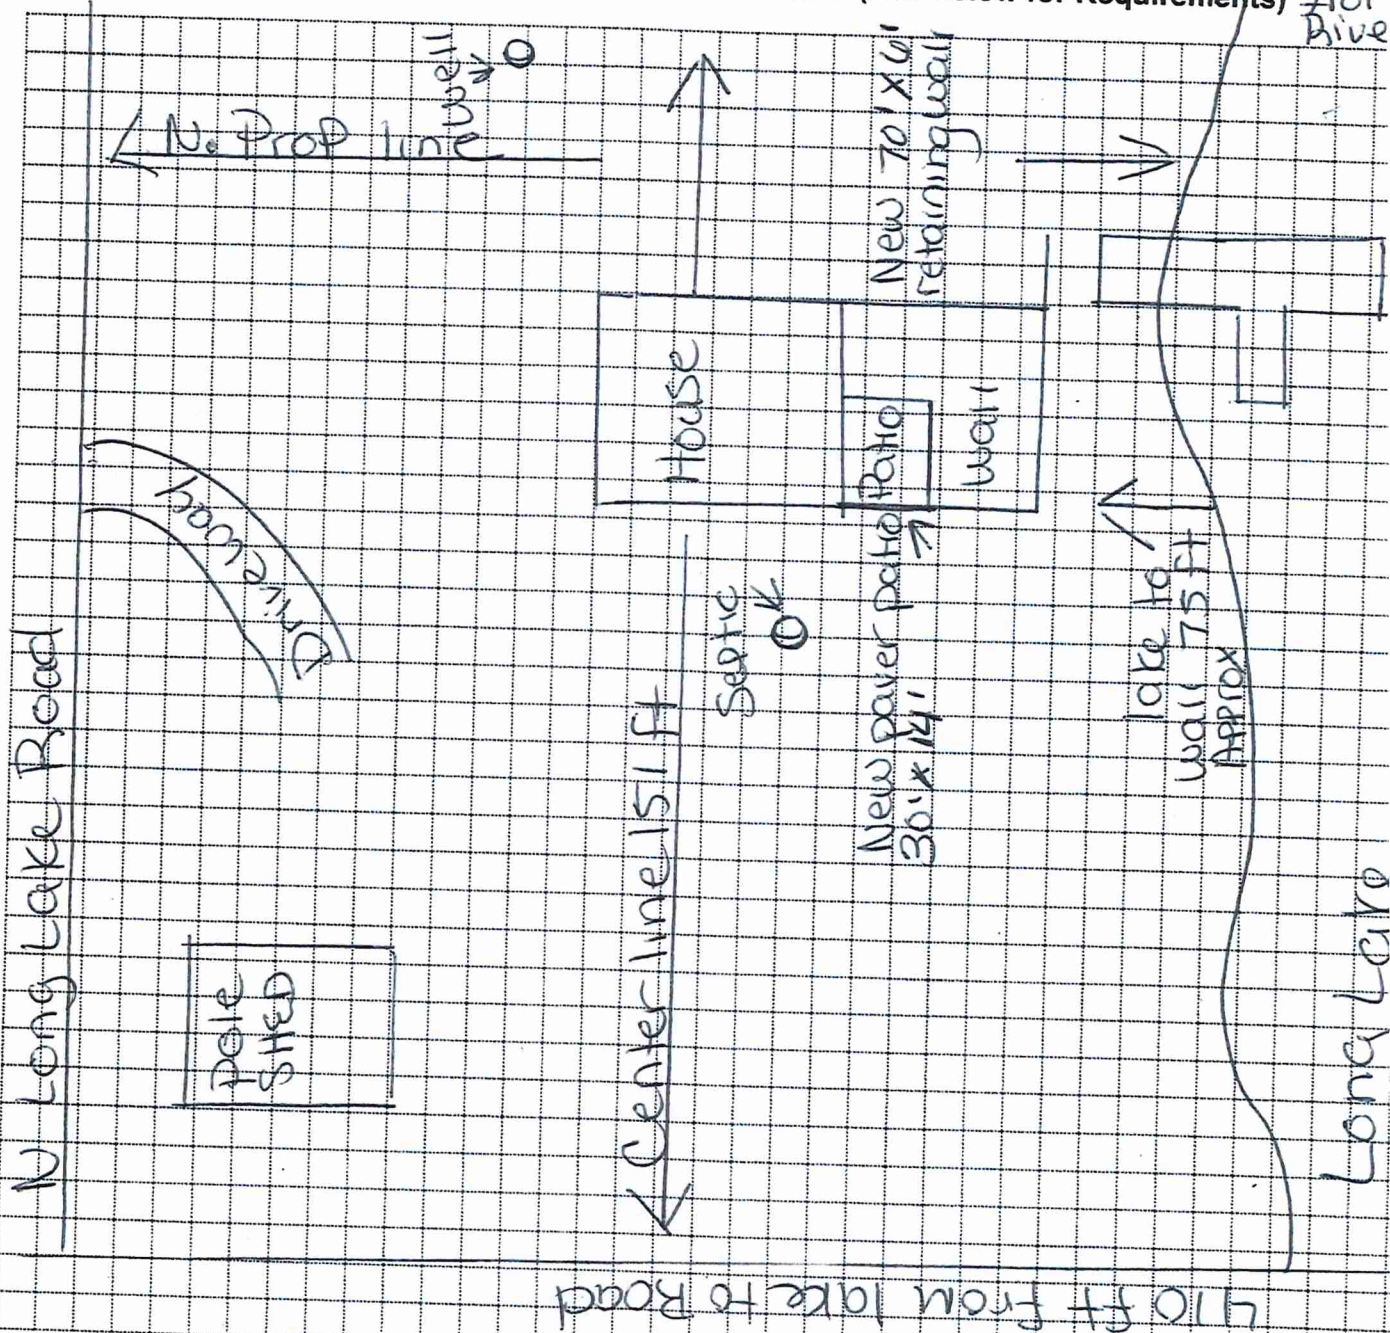 for Requirements)
Drive
N. Prop line
well
New 70' x 6'
retaining wall
House
Patio
Wall
Driveway
N Long Lake Road
Septic
New paver patio
30' x 14'
lake to
wall 75 ft
Approx
Center line 151 ft
Pole
SHED
Long Lake
410 ft from lake to Road